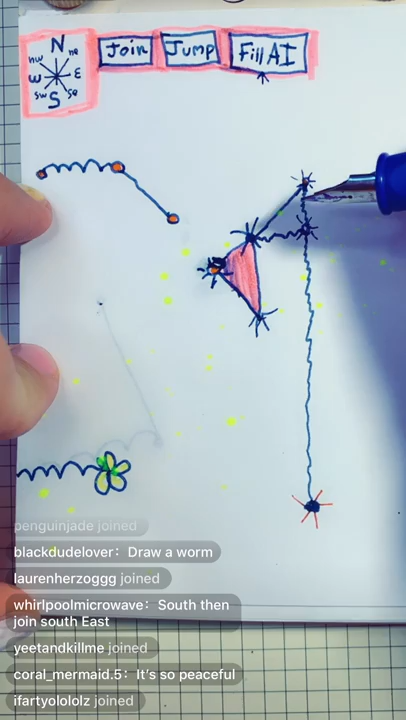 N
nw
ne
W
E
sw
se
S
Join
Jump
Fill AI
penguinjade joined
blackdudelover: Draw a worm
laurenherzoggg joined
whirlpoolmicrowave: South then
join south East
yeetandkillme joined
coral_mermaid.5: It's so peaceful
ifartyolololz joined